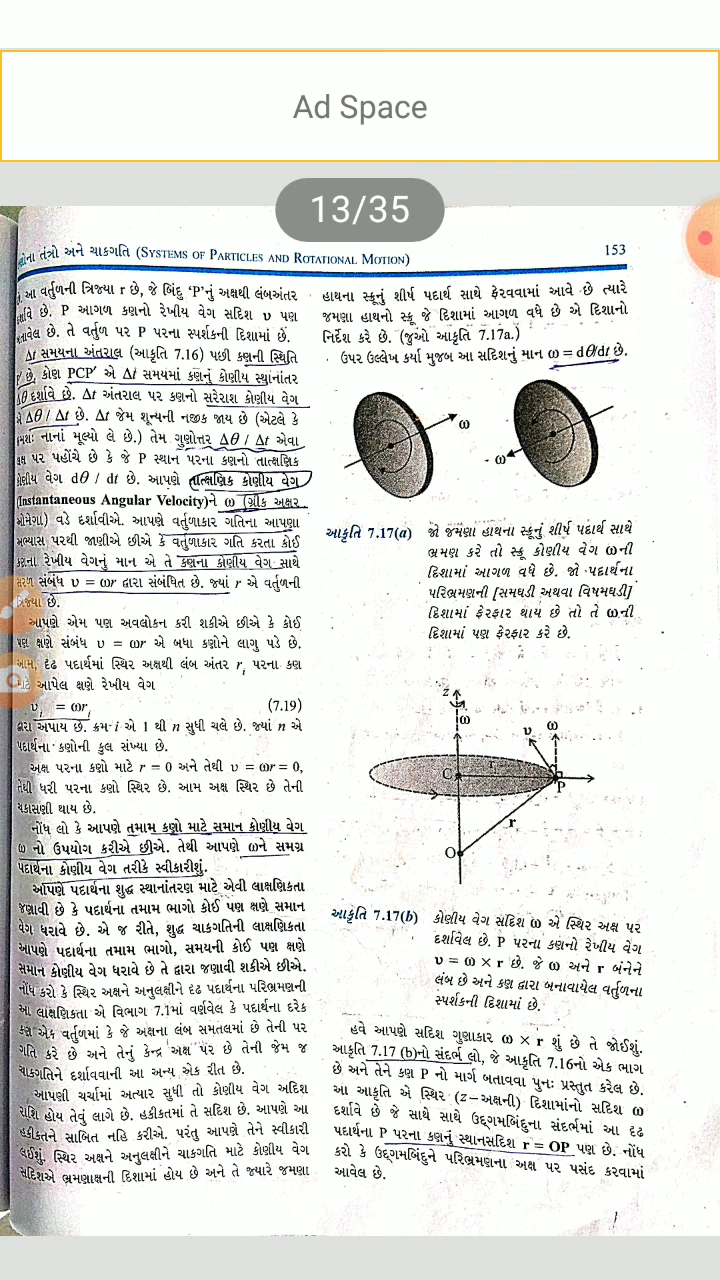 Ad Space
13/35
તંત્રો અને ચાકગતિ (SYSTEMS OF PARTICLES AND ROTATIONAL MOTION)
153
આ વર્તુળની ત્રિજ્યા r છે, જે બિંદુ ‘P’નું અક્ષથી લંબઅંતર
છે. P આગળ કણનો રેખીય વેગ સદિશ υ પણ
છે. તે વર્તુળ પર P પરના સ્પર્શકની દિશામાં છે.
Δt સમયના અંતરાલ (આકૃતિ 7.16) પછી કણની સ્થિતિ
P′ છે, કોણ PCP′ એ Δt સમયમાં કણનું કોણીય સ્થાનાંતર
Δθ દર્શાવે છે. Δt અંતરાલ પર કણનો સરેરાશ કોણીય વેગ
Δθ / Δt છે. Δt જેમ શૂન્યની નજીક જાય છે (એટલે કે
નાનાં મૂલ્યો લે છે.) તેમ ગુણોત્તર Δθ / Δt એવા
પર પહોંચે છે કે જે P સ્થાન પરના કણનો તાત્ક્ષણિક
કોણીય વેગ dθ / dt છે. આપણે તાત્ક્ષણિક કોણીય વેગ
(Instantaneous Angular Velocity)ને ω (ગ્રીક અક્ષર
ઓમેગા) વડે દર્શાવીએ. આપણે વર્તુળાકાર ગતિના આપણા
અભ્યાસ પરથી જાણીએ છીએ કે વર્તુળાકાર ગતિ કરતા કોઈ
કણના રેખીય વેગનું માન એ તે કણના કોણીય વેગ સાથે
સરળ સંબંધ υ = ωr દ્વારા સંબંધિત છે. જ્યાં r એ વર્તુળની
ત્રિજ્યા છે.
આપણે એમ પણ અવલોકન કરી શકીએ છીએ કે કોઈ
પણ ક્ષણે સંબંધ υ = ωr એ બધા કણોને લાગુ પડે છે.
આમ, દૃઢ પદાર્થમાં સ્થિર અક્ષથી લંબ અંતર rᵢ પરના કણ
માટે આપેલ ક્ષણે રેખીય વેગ
υᵢ = ωrᵢ (7.19)
દ્વારા અપાય છે. ક્રમ i એ 1 થી n સુધી ચલે છે. જ્યાં n એ
પદાર્થના કણોની કુલ સંખ્યા છે.
અક્ષ પરના કણો માટે r = 0 અને તેથી υ = ωr = 0,
તેથી ધરી પરના કણો સ્થિર છે. આમ અક્ષ સ્થિર છે તેની
ચકાસણી થાય છે.
નોંધ લો કે આપણે તમામ કણો માટે સમાન કોણીય વેગ
ω નો ઉપયોગ કરીએ છીએ. તેથી આપણે ωને સમગ્ર
પદાર્થના કોણીય વેગ તરીકે સ્વીકારીશું.
આપણે પદાર્થના શુદ્ધ સ્થાનાંતરણ માટે એવી લાક્ષણિકતા
જણાવી છે કે પદાર્થના તમામ ભાગો કોઈ પણ ક્ષણે સમાન
વેગ ધરાવે છે. એ જ રીતે, શુદ્ધ ચાકગતિની લાક્ષણિકતા
આપણે પદાર્થના તમામ ભાગો, સમયની કોઈ પણ ક્ષણે
સમાન કોણીય વેગ ધરાવે છે તે દ્વારા જણાવી શકીએ છીએ.
નોંધ કરો કે સ્થિર અક્ષને અનુલક્ષીને દૃઢ પદાર્થના પરિભ્રમણની
આ લાક્ષણિકતા એ વિભાગ 7.1માં વર્ણવેલ કે પદાર્થના દરેક
કણ એક વર્તુળમાં કે જે અક્ષના લંબ સમતલમાં છે તેની પર
ગતિ કરે છે અને તેનું કેન્દ્ર અક્ષ પર છે તેની જેમ જ
ચાકગતિને દર્શાવવાની આ અન્ય એક રીત છે.
આપણી ચર્ચામાં અત્યાર સુધી તો કોણીય વેગ અદિશ
રાશિ હોય તેવું લાગે છે. હકીકતમાં તે સદિશ છે. આપણે આ
હકીકતને સાબિત નહિ કરીએ. પરંતુ આપણે તેને સ્વીકારી
લઈશું. સ્થિર અક્ષને અનુલક્ષીને ચાકગતિ માટે કોણીય વેગ
સદિશએ ભ્રમણાક્ષની દિશામાં હોય છે અને તે જ્યારે જમણા
હાથના સ્ક્રૂનું શીર્ષ પદાર્થ સાથે ફેરવવામાં આવે છે ત્યારે
જમણા હાથનો સ્ક્રૂ જે દિશામાં આગળ વધે છે એ દિશાનો
નિર્દેશ કરે છે. (જુઓ આકૃતિ 7.17a.)
ઉપર ઉલ્લેખ કર્યા મુજબ આ સદિશનું માન ω = dθ/dt છે.
ω
ω
આકૃતિ 7.17(a) જો જમણા હાથના સ્ક્રૂનું શીર્ષ પદાર્થ સાથે
ભ્રમણ કરે તો સ્ક્રૂ કોણીય વેગ ωની
દિશામાં આગળ વધે છે. જો પદાર્થના
પરિભ્રમણની [સમઘડી અથવા વિષમઘડી]
દિશામાં ફેરફાર થાય છે તો તે ωની
દિશામાં પણ ફેરફાર કરે છે.
z
ω
υ
ω
C
r
P
r
O
આકૃતિ 7.17(b) કોણીય વેગ સદિશ ω એ સ્થિર અક્ષ પર
દર્શાવેલ છે. P પરના કણનો રેખીય વેગ
υ = ω × r છે. જે ω અને r બંનેને
લંબ છે અને કણ દ્વારા બનાવાયેલ વર્તુળના
સ્પર્શકની દિશામાં છે.
હવે આપણે સદિશ ગુણાકાર ω × r શું છે તે જોઈશું.
આકૃતિ 7.17 (b)નો સંદર્ભ લો, જે આકૃતિ 7.16નો એક ભાગ
છે અને તેને કણ P નો માર્ગ બતાવવા પુનઃ પ્રસ્તુત કરેલ છે.
આ આકૃતિ એ સ્થિર (z–અક્ષની) દિશામાંનો સદિશ ω
દર્શાવે છે જે સાથે સાથે ઉદ્દગમબિંદુના સંદર્ભમાં આ દૃઢ
પદાર્થના P પરના કણનું સ્થાનસદિશ r = OP પણ છે. નોંધ
કરો કે ઉદ્દગમબિંદુને પરિભ્રમણના અક્ષ પર પસંદ કરવામાં
આવેલ છે.